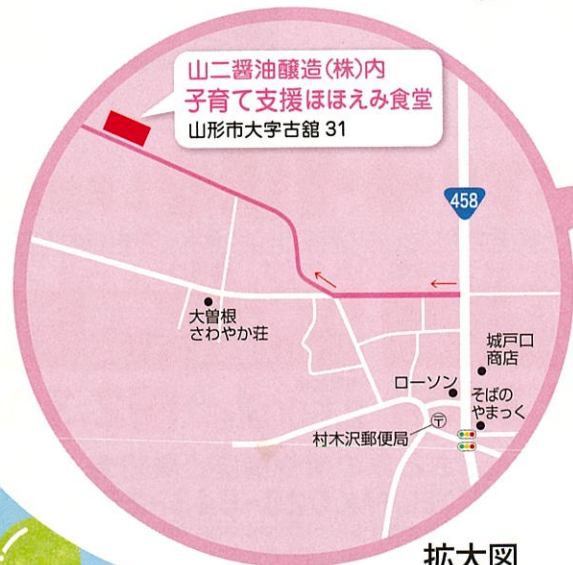 山二醤油醸造(株)内
子育て支援ほほえみ食堂
山形市大字古舘 31
458
大曽根
さわやか荘
城戸口
商店
ローソン
そばの
やまっく
〒
村木沢郵便局
拡大図